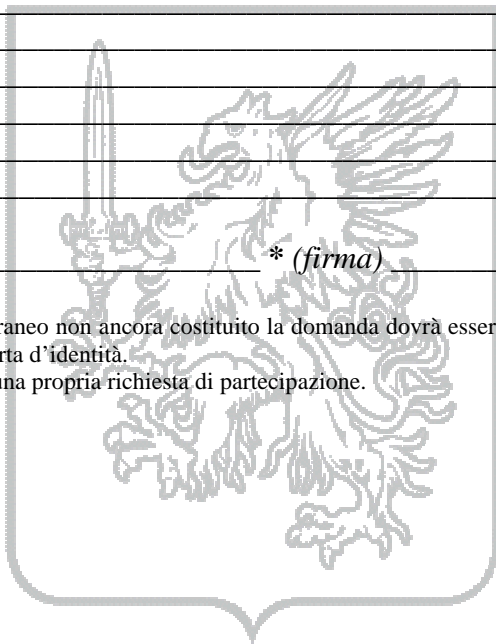 * (firma)
raneo non ancora costituito la domanda dovrà esser
rta d’identità.
una propria richiesta di partecipazione.